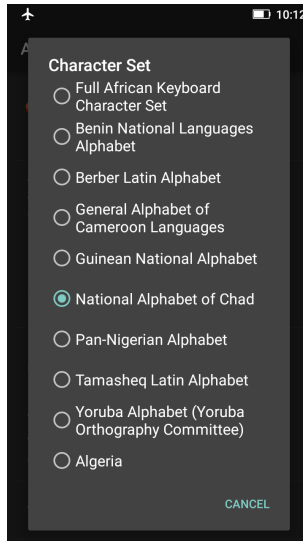 10:12
A
Character Set
Full African Keyboard
Character Set
Benin National Languages
Alphabet
Berber Latin Alphabet
General Alphabet of
Cameroon Languages
Guinean National Alphabet
National Alphabet of Chad
Pan-Nigerian Alphabet
Tamasheq Latin Alphabet
Yoruba Alphabet (Yoruba
Orthography Committee)
Algeria
CANCEL